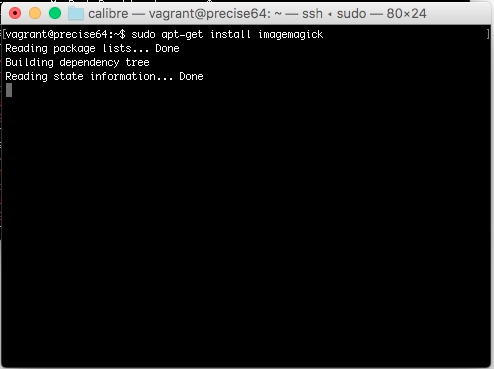 calibre — vagrant@precise64: ~ — ssh • sudo — 80×24
[vagrant@precise64:~$ sudo apt-get install imagemagick ]
Reading package lists... Done
Building dependency tree
Reading state information... Done